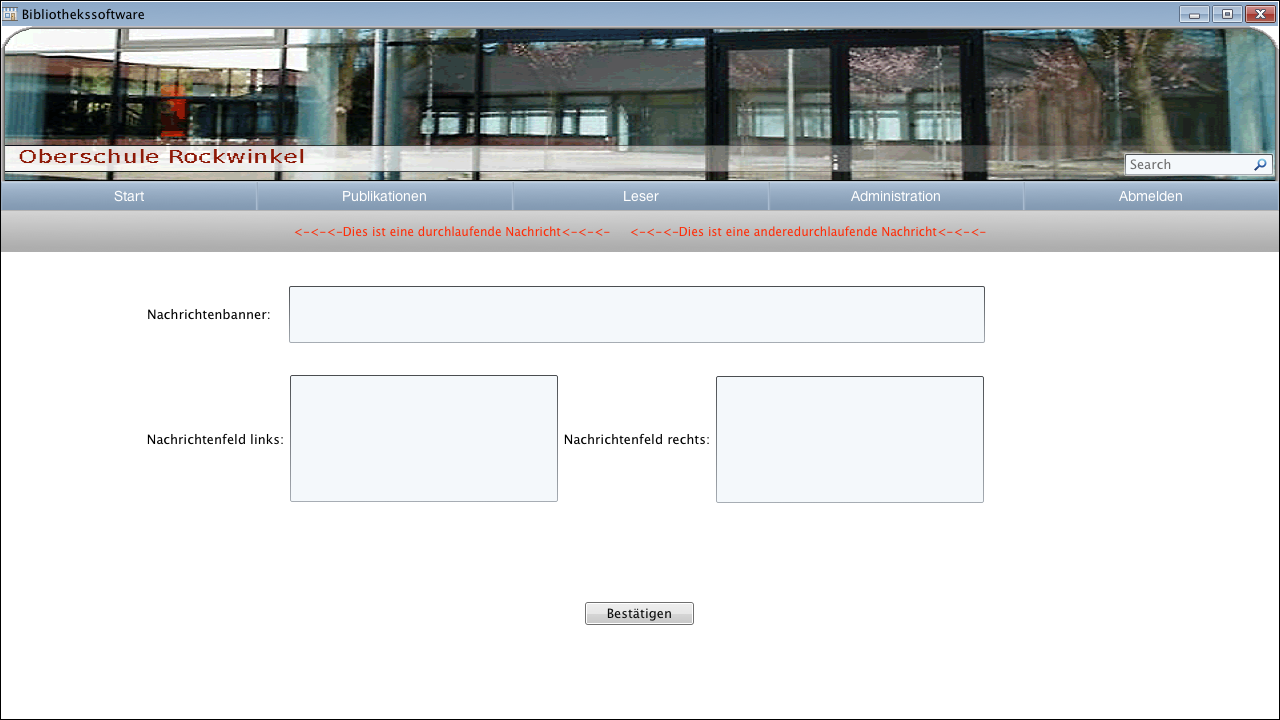 Bibliothekssoftware
Oberschule Rockwinkel
Search
Start Publikationen Leser Administration Abmelden
<-<-<-Dies ist eine durchlaufende Nachricht<-<-<- <-<-<-Dies ist eine anderedurchlaufende Nachricht<-<-<-
Nachrichtenbanner:
Nachrichtenfeld links: Nachrichtenfeld rechts:
Bestätigen